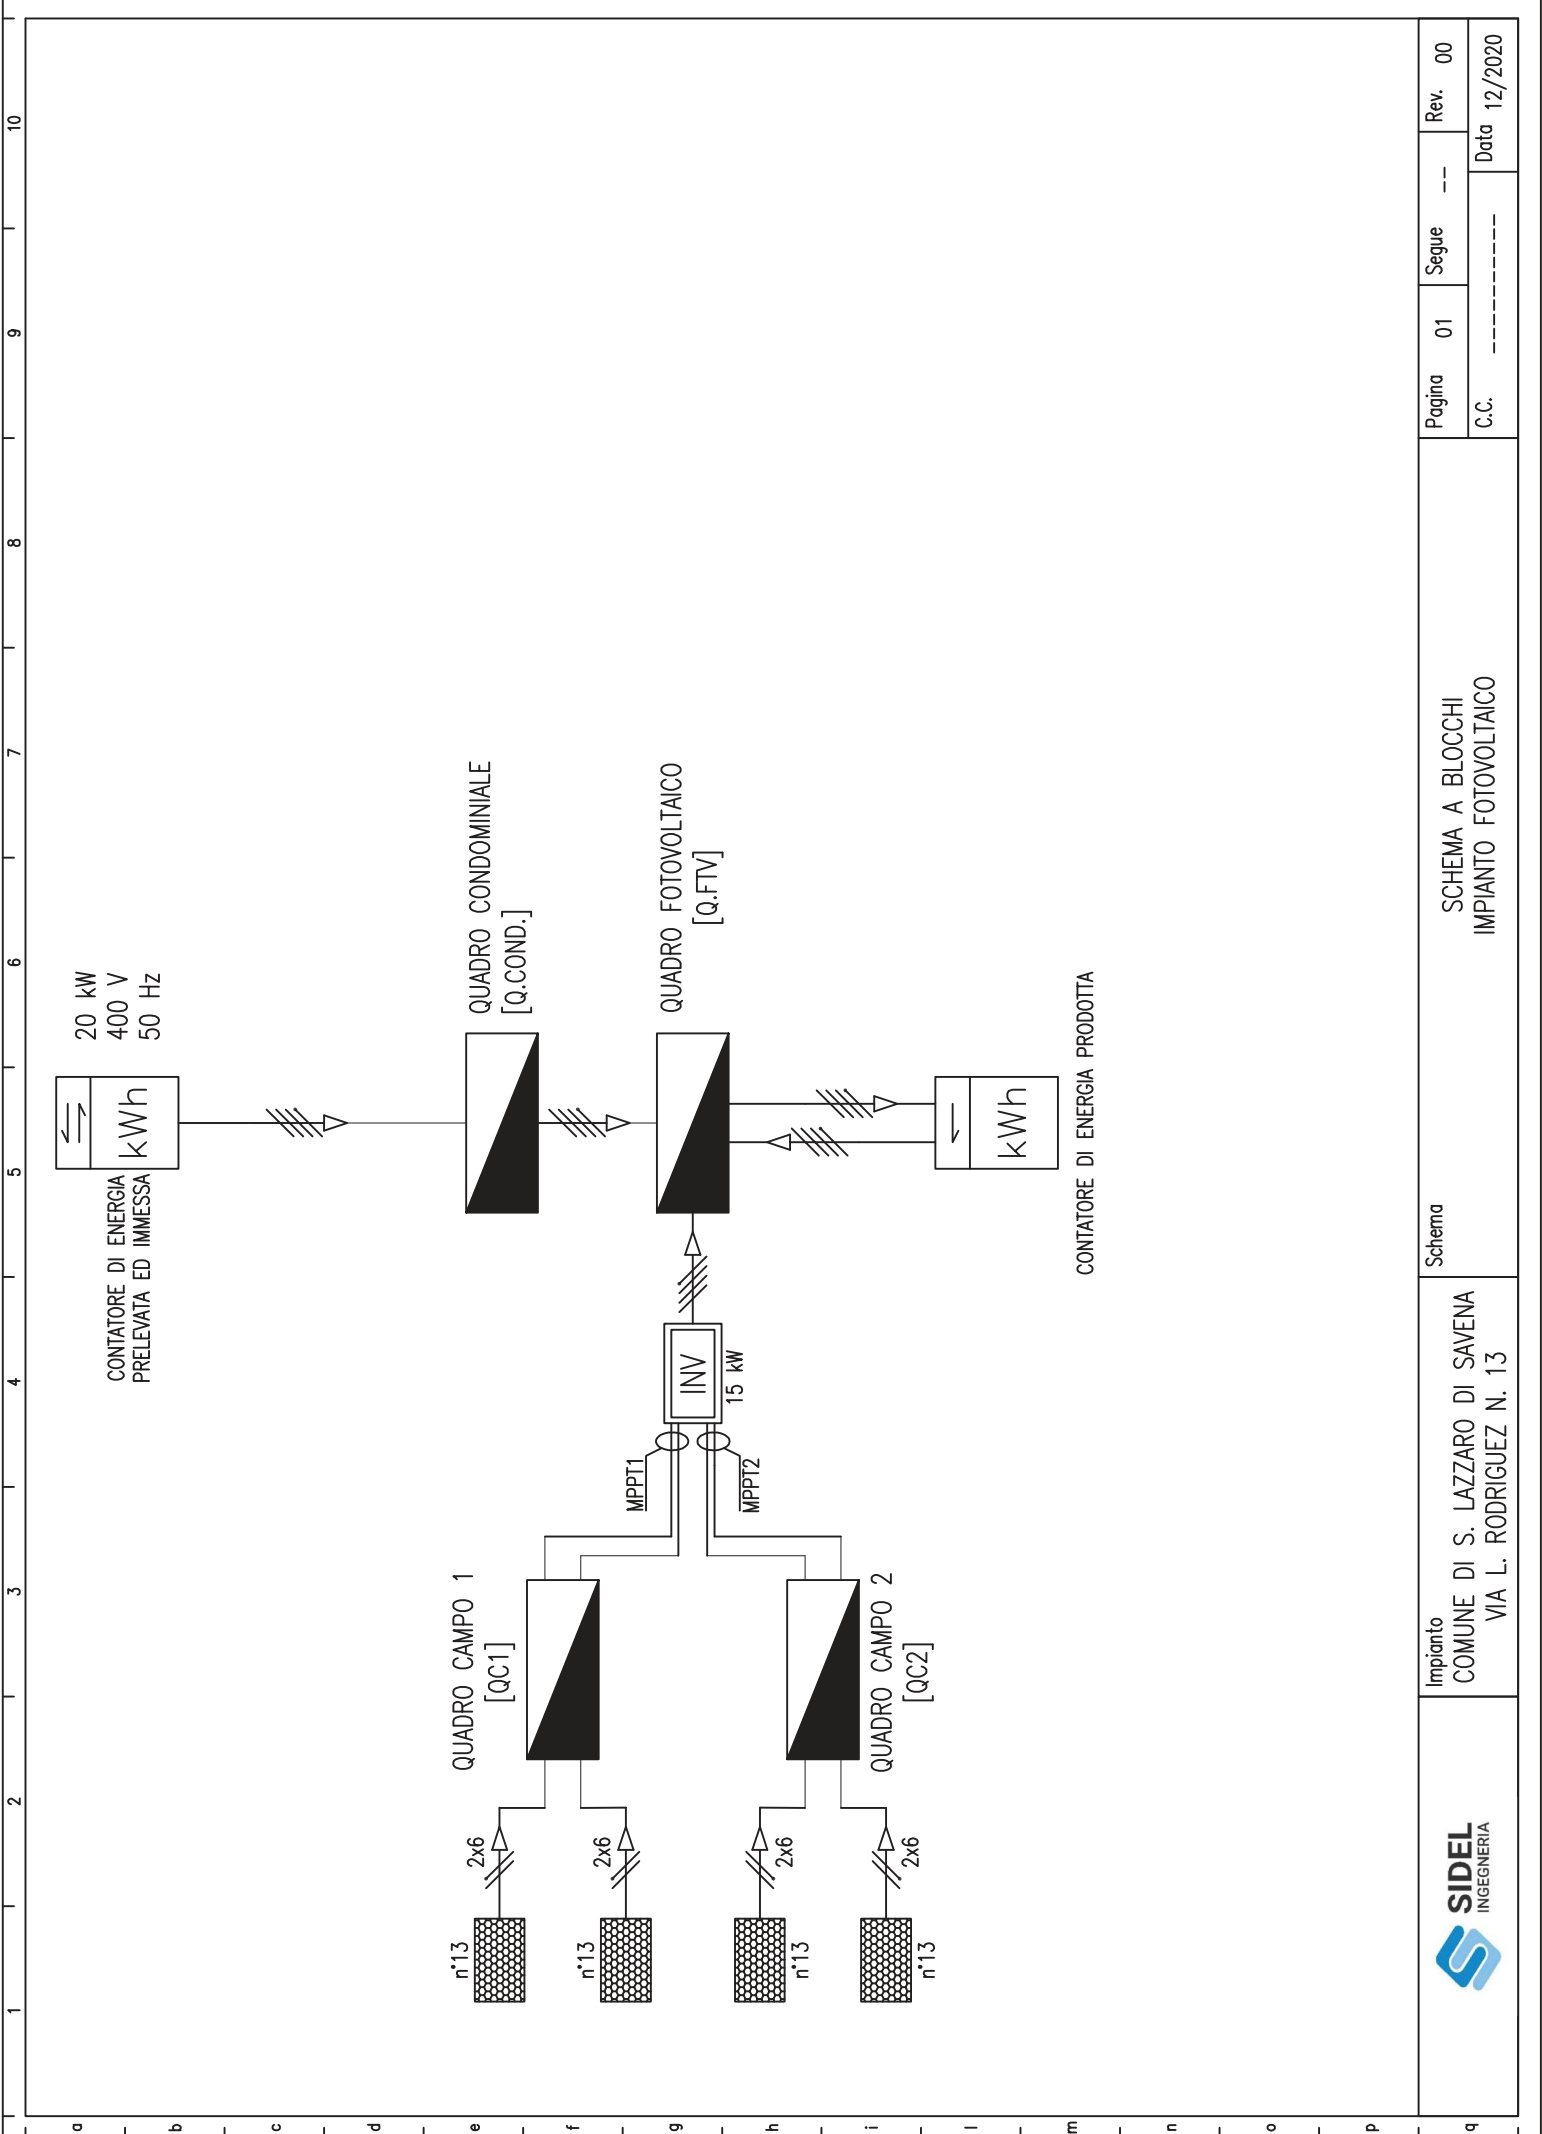 1
2
3
4
5
6
7
8
9
10
a
b
c
d
e
f
g
h
i
l
m
n
o
p
q
20 kW
400 V
50 Hz
kWh
CONTATORE DI ENERGIA
PRELEVATA ED IMMESSA
QUADRO CONDOMINIALE
[Q.COND.]
QUADRO FOTOVOLTAICO
[Q.FTV]
QUADRO CAMPO 1
[QC1]
MPPT1
INV
15 kW
MPPT2
QUADRO CAMPO 2
[QC2]
n°13
2x6
n°13
2x6
n°13
2x6
n°13
2x6
kWh
CONTATORE DI ENERGIA PRODOTTA
SIDEL
INGEGNERIA
Impianto
COMUNE DI S. LAZZARO DI SAVENA
VIA L. RODRIGUEZ N. 13
Schema
SCHEMA A BLOCCHI
IMPIANTO FOTOVOLTAICO
Pagina 01
Segue --
Rev. 00
C.C. -----------
Data 12/2020